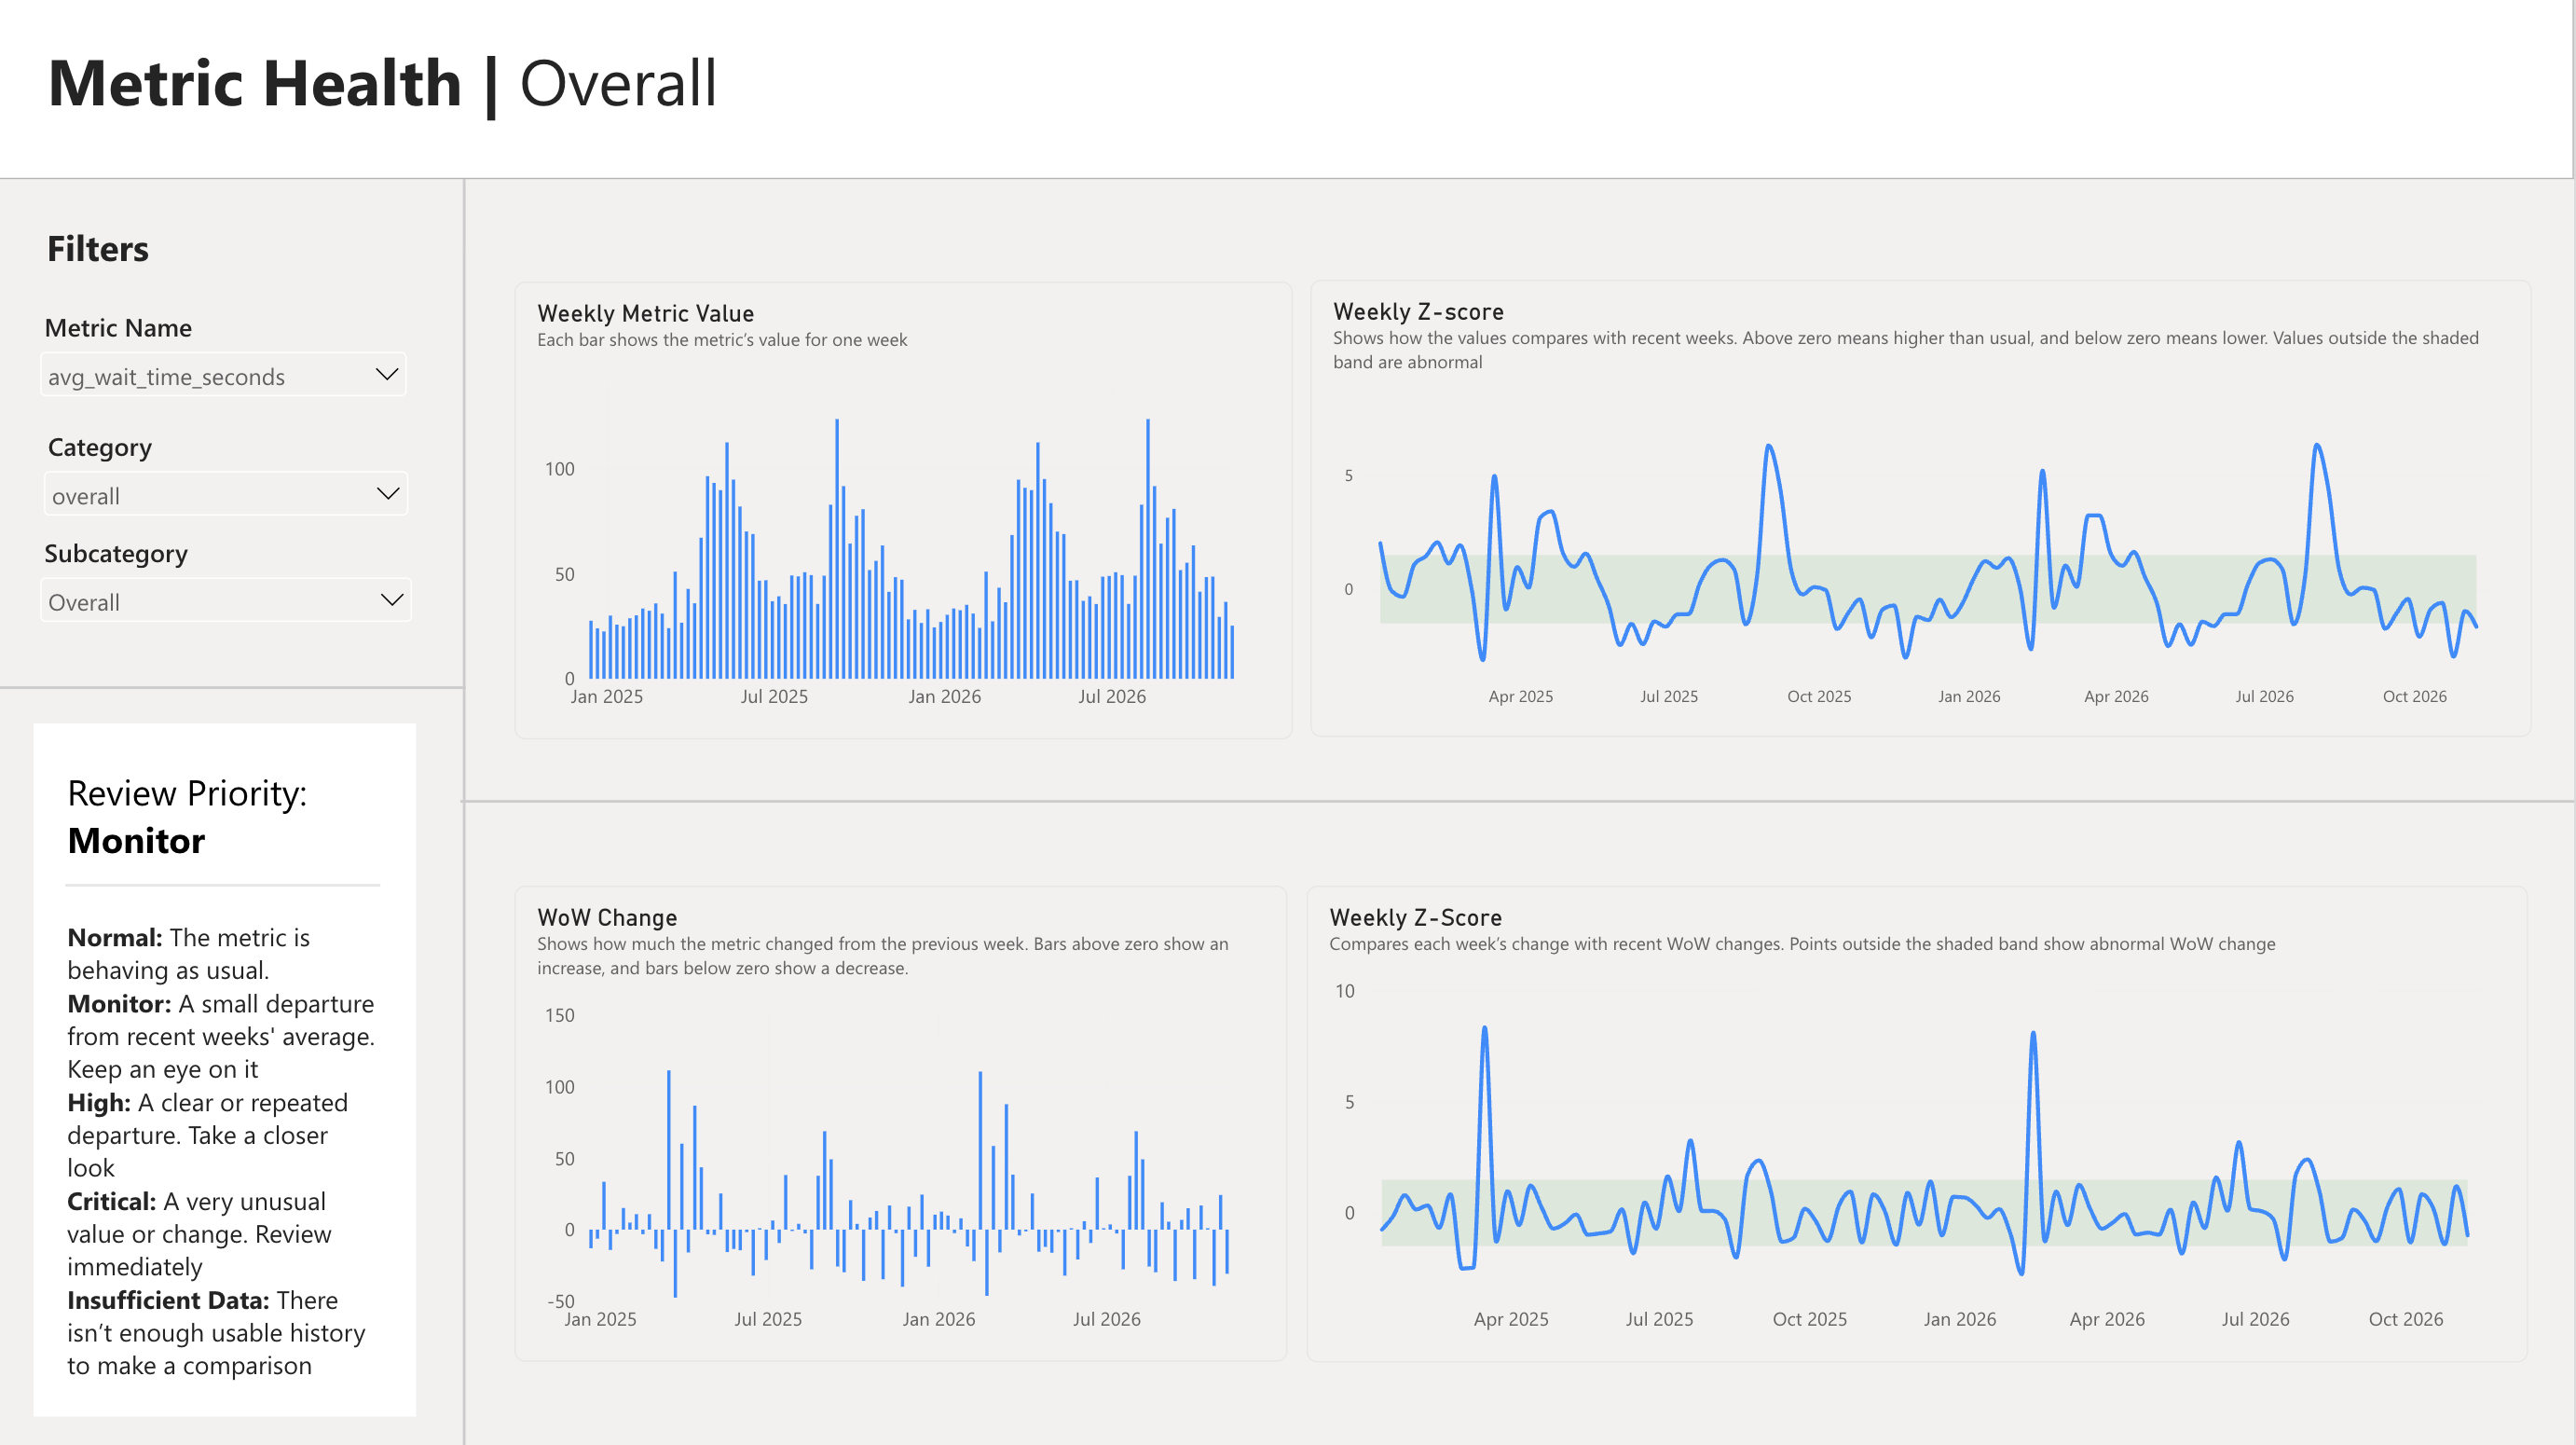 Metric Health | Overall
Filters
Metric Name
avg_wait_time_seconds
Category
overall
Subcategory
Overall
Review Priority:
Monitor
Normal: The metric is
behaving as usual.
Monitor: A small departure
from recent weeks' average.
Keep an eye on it
High: A clear or repeated
departure. Take a closer
look
Critical: A very unusual
value or change. Review
immediately
Insufficient Data: There
isn’t enough usable history
to make a comparison
Weekly Metric Value
Each bar shows the metric’s value for one week
100
50
0
Jan 2025 Jul 2025 Jan 2026 Jul 2026
Weekly Z-score
Shows how the values compares with recent weeks. Above zero means higher than usual, and below zero means lower. Values outside the shaded
band are abnormal
5
0
Apr 2025 Jul 2025 Oct 2025 Jan 2026 Apr 2026 Jul 2026 Oct 2026
WoW Change
Shows how much the metric changed from the previous week. Bars above zero show an
increase, and bars below zero show a decrease.
150
100
50
0
-50
Jan 2025 Jul 2025 Jan 2026 Jul 2026
Weekly Z-Score
Compares each week’s change with recent WoW changes. Points outside the shaded band show abnormal WoW change
10
5
0
Apr 2025 Jul 2025 Oct 2025 Jan 2026 Apr 2026 Jul 2026 Oct 2026